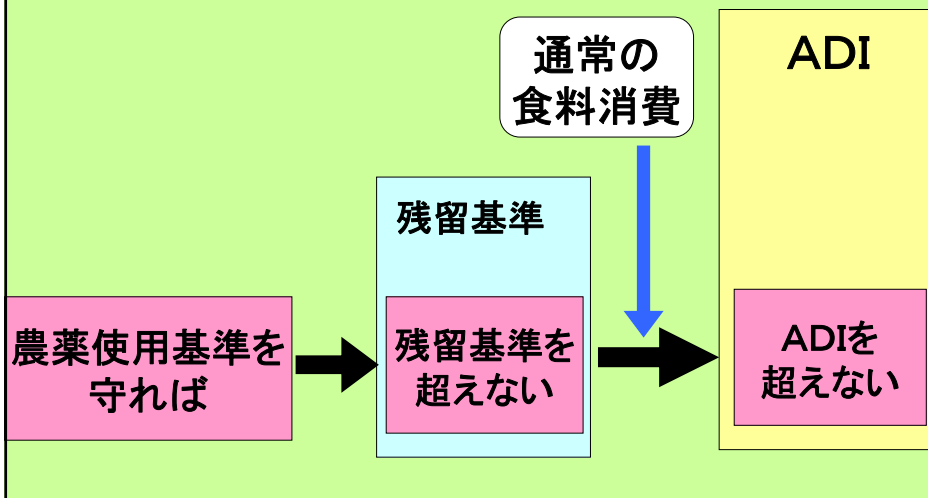 通常の
食料消費
ADI
残留基準
農薬使用基準を
守れば
残留基準を
超えない
ADIを
超えない